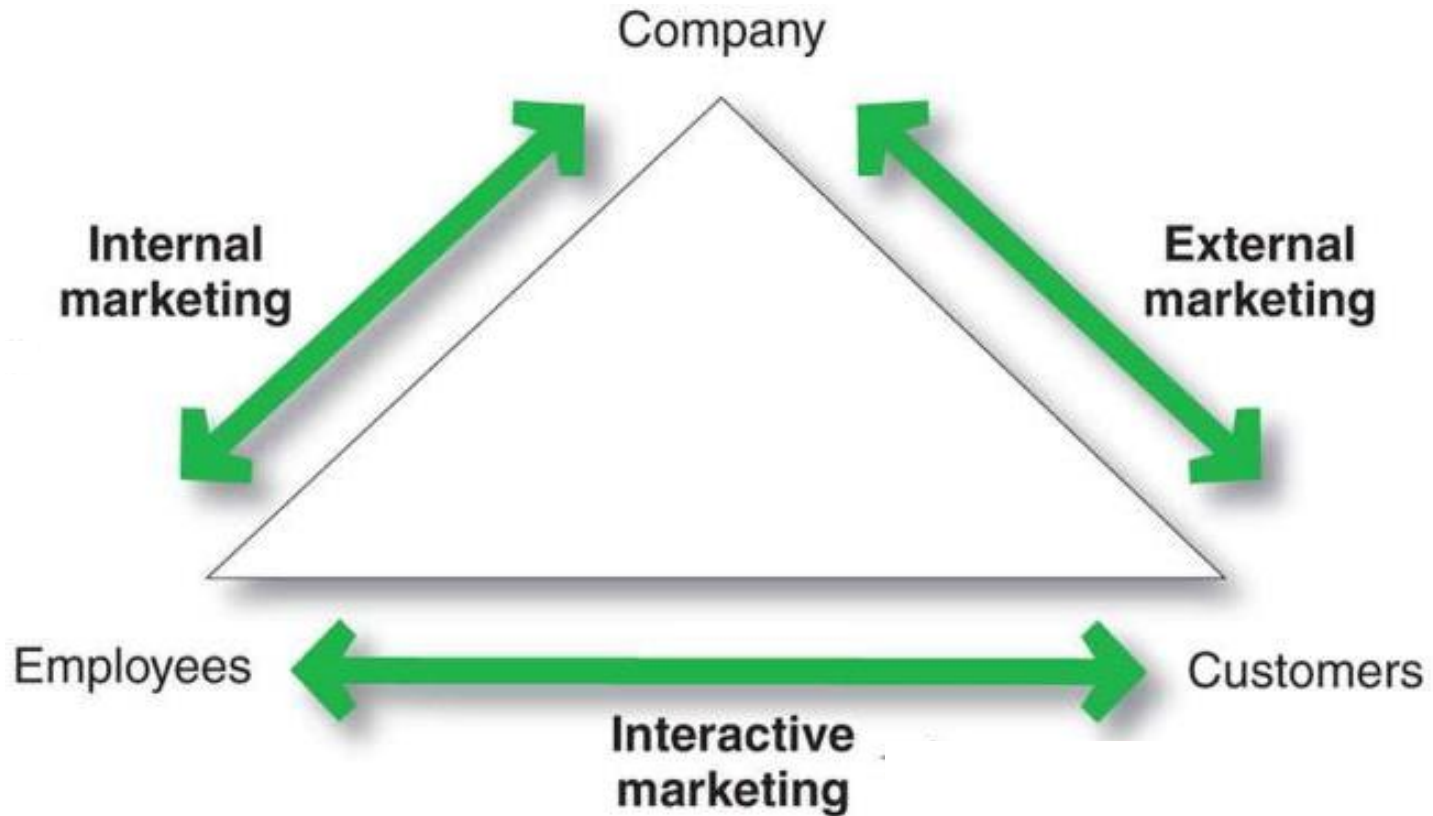 Company
Internal
marketing
External
marketing
Employees
Customers
Interactive
marketing